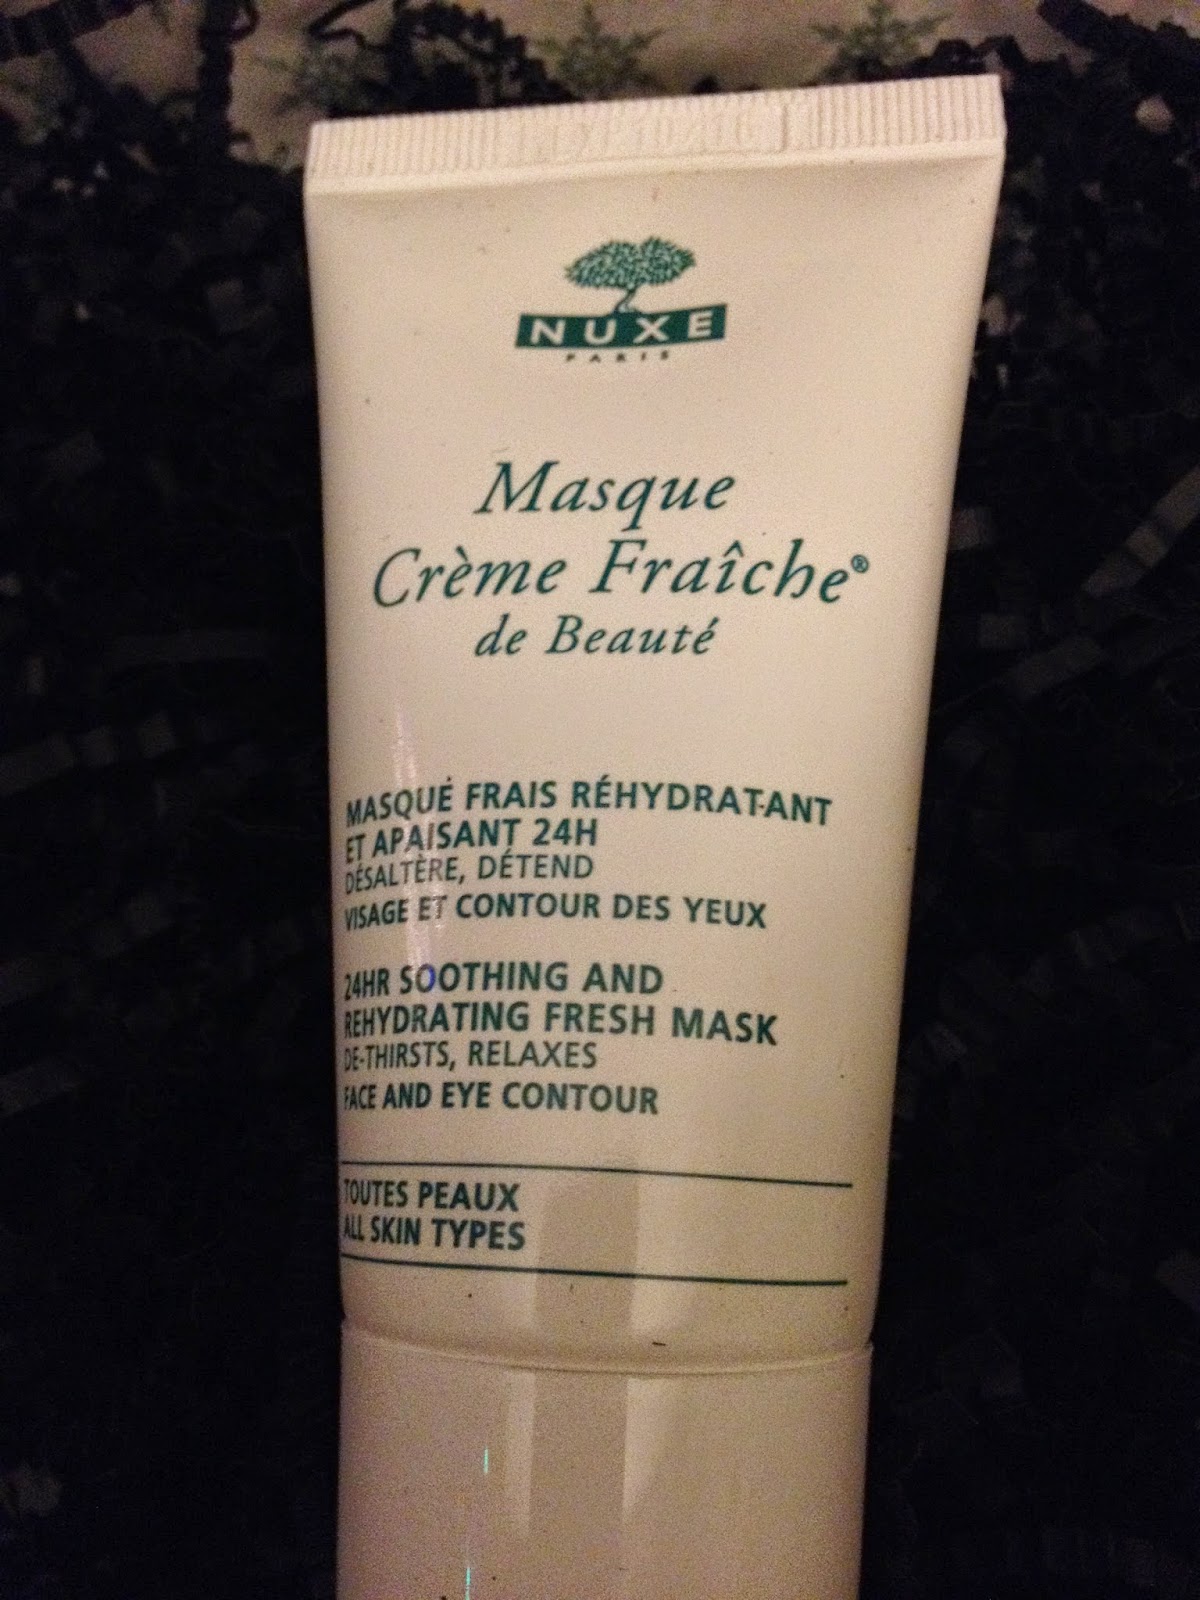 NUXE
PARIS
Masque
Crème Fraîche®
de Beauté
MASQUE FRAIS RÉHYDRATANT
ET APAISANT 24H
DÉSALTÈRE, DÉTEND
VISAGE ET CONTOUR DES YEUX
24HR SOOTHING AND
REHYDRATING FRESH MASK
DE-THIRSTS, RELAXES
FACE AND EYE CONTOUR
TOUTES PEAUX
ALL SKIN TYPES